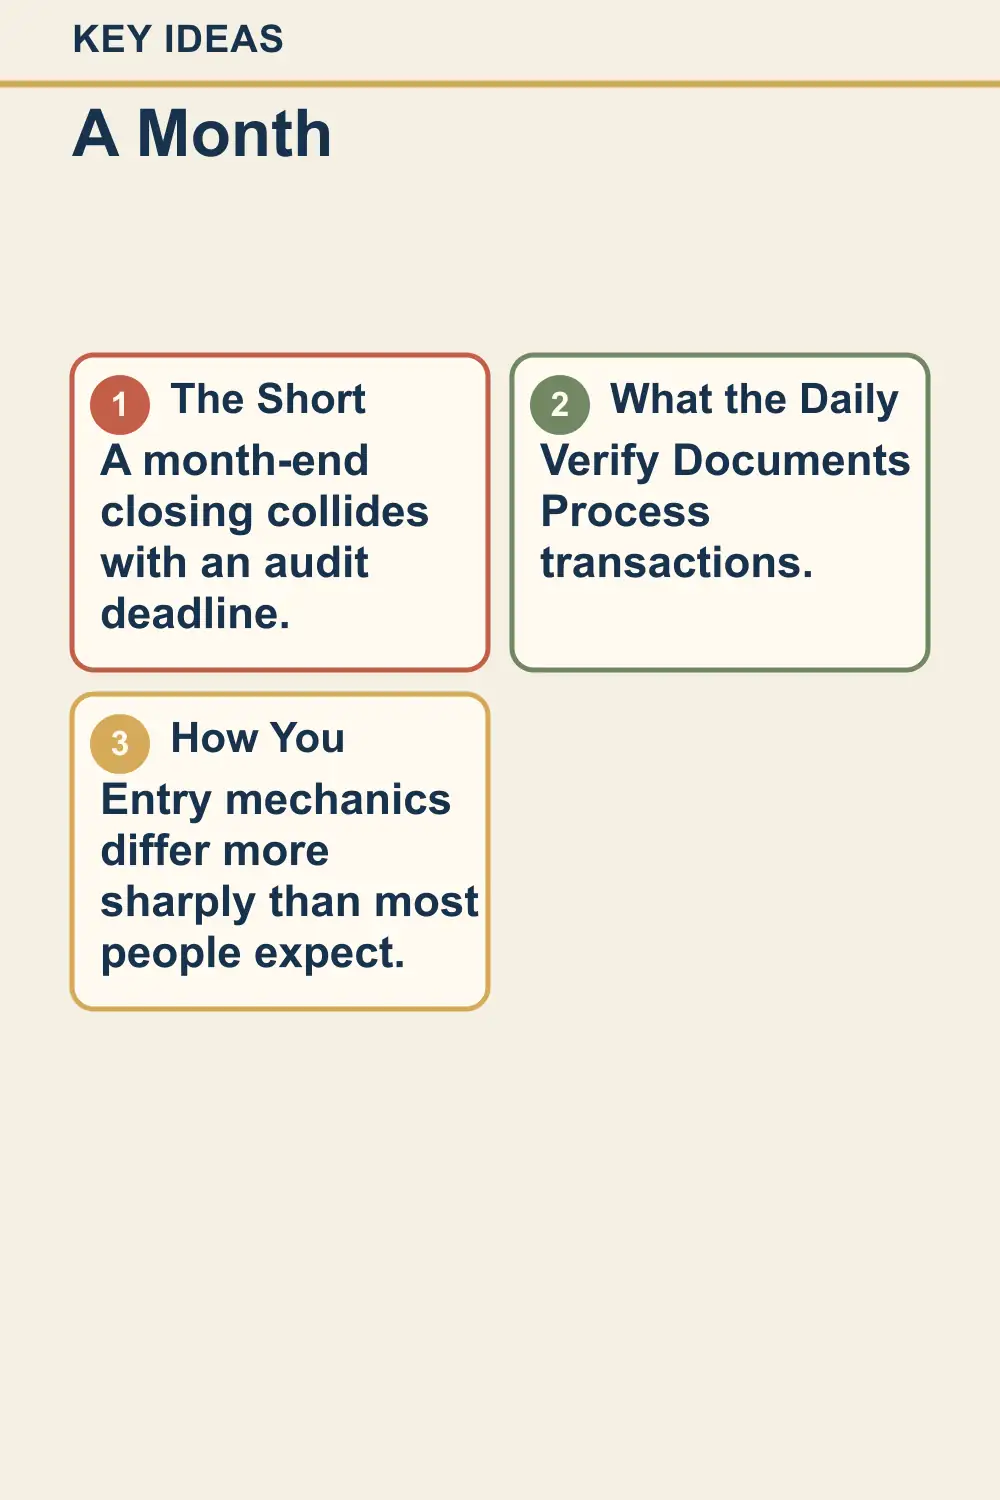 KEY IDEAS
A Month
1 The Short
A month-end
closing collides
with an audit
deadline.
2 What the Daily
Verify Documents
Process
transactions.
3 How You
Entry mechanics
differ more
sharply than most
people expect.